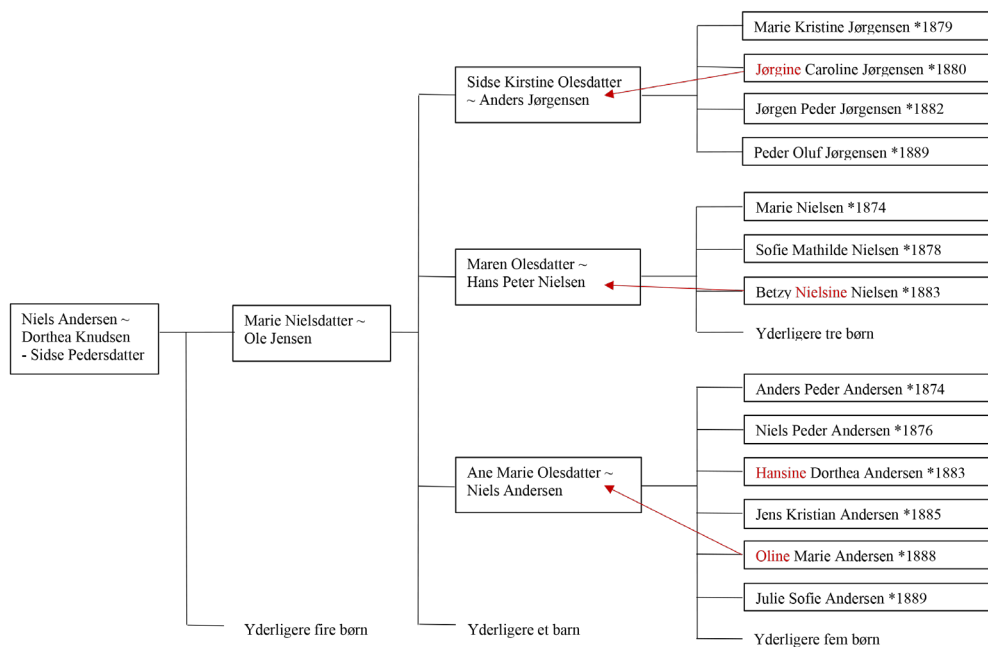 Niels Andersen ~
Dorthea Knudsen
- Sidse Pedersdatter
Marie Nielsdatter ~
Ole Jensen
Yderligere fire børn
Sidse Kirstine Olesdatter
~ Anders Jørgensen
Maren Olesdatter ~
Hans Peter Nielsen
Ane Marie Olesdatter ~
Niels Andersen
Yderligere et barn
Marie Kristine Jørgensen *1879
Jørgine Caroline Jørgensen *1880
Jørgen Peder Jørgensen *1882
Peder Oluf Jørgensen *1889
Marie Nielsen *1874
Sofie Mathilde Nielsen *1878
Betzy Nielsine Nielsen *1883
Yderligere tre børn
Anders Peder Andersen *1874
Niels Peder Andersen *1876
Hansine Dorthea Andersen *1883
Jens Kristian Andersen *1885
Oline Marie Andersen *1888
Julie Sofie Andersen *1889
Yderligere fem børn